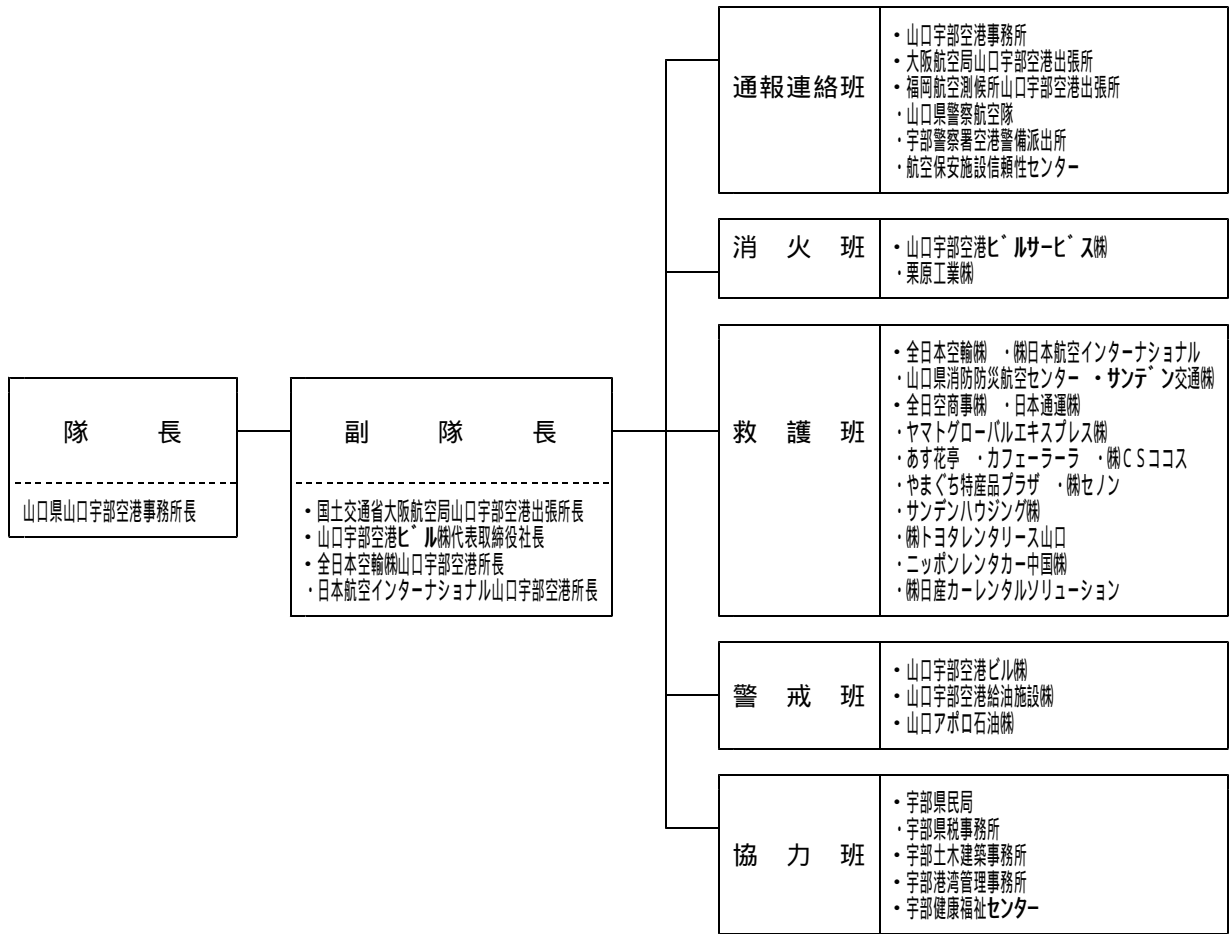 隊長
山口県山口宇部空港事務所長
副隊長
・国土交通省大阪航空局山口宇部空港出張所長
・山口宇部空港ビル㈱代表取締役社長
・全日本空輸㈱山口宇部空港所長
・日本航空インターナショナル山口宇部空港所長
通報連絡班
・山口宇部空港事務所
・大阪航空局山口宇部空港出張所
・福岡航空測候所山口宇部空港出張所
・山口県警察航空隊
・宇部警察署空港警備派出所
・航空保安施設信頼性センター
消火班
・山口宇部空港ビルサービス㈱
・栗原工業㈱
救護班
・全日本空輸㈱ ・㈱日本航空インターナショナル
・山口県消防防災航空センター ・サンデン交通㈱
・全日空商事㈱ ・日本通運㈱
・ヤマトグローバルエキスプレス㈱
・あす花亭 ・カフェーラーラ ・㈱CSココス
・やまぐち特産品プラザ ・㈱セノン
・サンデンハウジング㈱
・㈱トヨタレンタリース山口
・ニッポンレンタカー中国㈱
・㈱日産カーレンタルソリューション
警戒班
・山口宇部空港ビル㈱
・山口宇部空港給油施設㈱
・山口アポロ石油㈱
協力班
・宇部県民局
・宇部県税事務所
・宇部土木建築事務所
・宇部港湾管理事務所
・宇部健康福祉センター